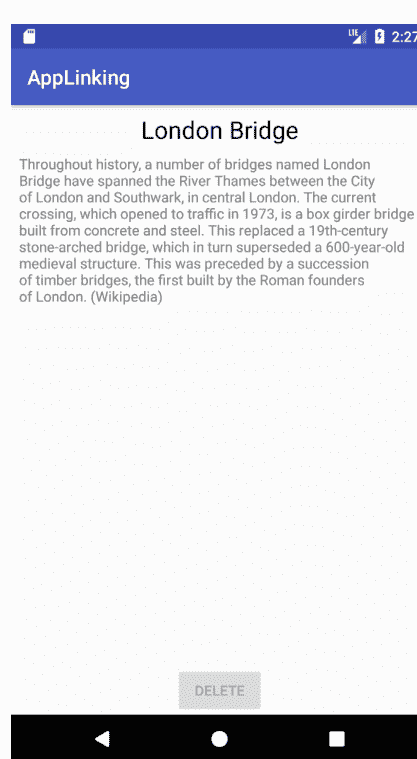 LTE 2:27
AppLinking
London Bridge
Throughout history, a number of bridges named London
Bridge have spanned the River Thames between the City
of London and Southwark, in central London. The current
crossing, which opened to traffic in 1973, is a box girder bridge
built from concrete and steel. This replaced a 19th-century
stone-arched bridge, which in turn superseded a 600-year-old
medieval structure. This was preceded by a succession
of timber bridges, the first built by the Roman founders
of London. (Wikipedia)
DELETE